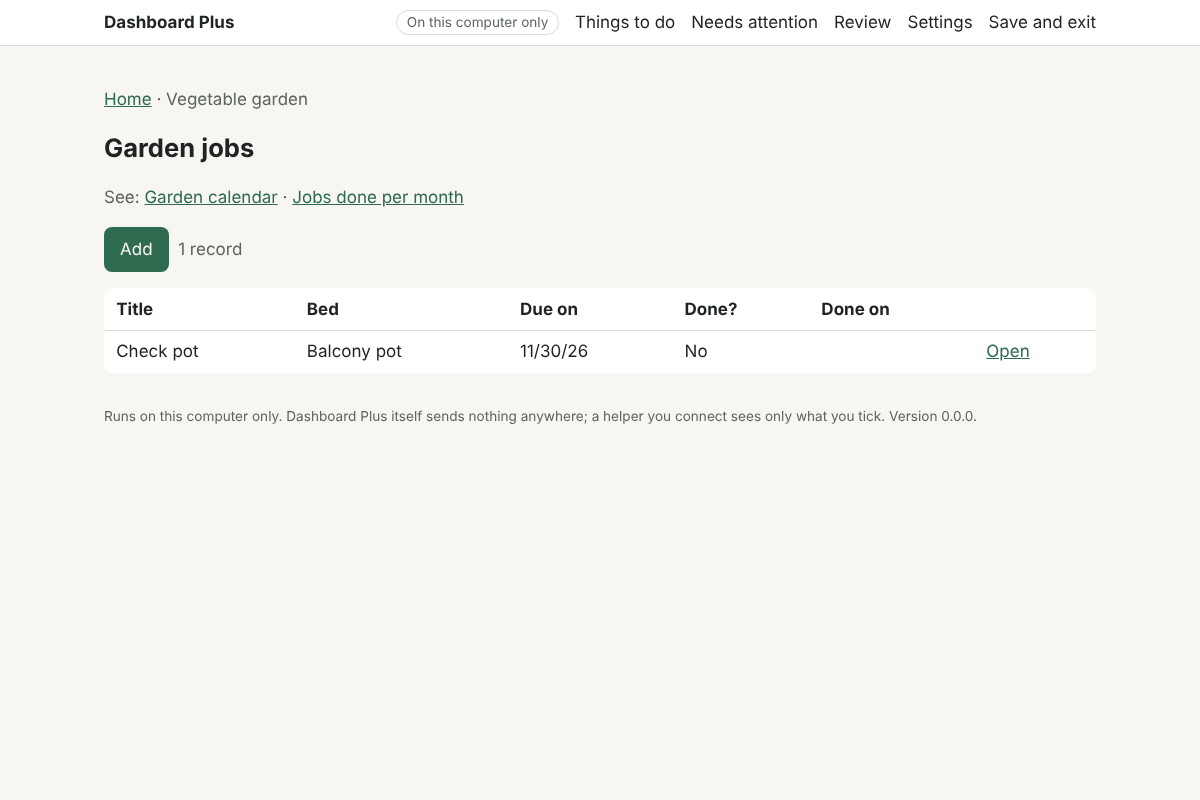 Dashboard Plus On this computer only Things to do Needs attention Review Settings Save and exit
Home · Vegetable garden
Garden jobs
See: Garden calendar · Jobs done per month
Add 1 record
Title Bed Due on Done? Done on
Check pot Balcony pot 11/30/26 No Open
Runs on this computer only. Dashboard Plus itself sends nothing anywhere; a helper you connect sees only what you tick. Version 0.0.0.